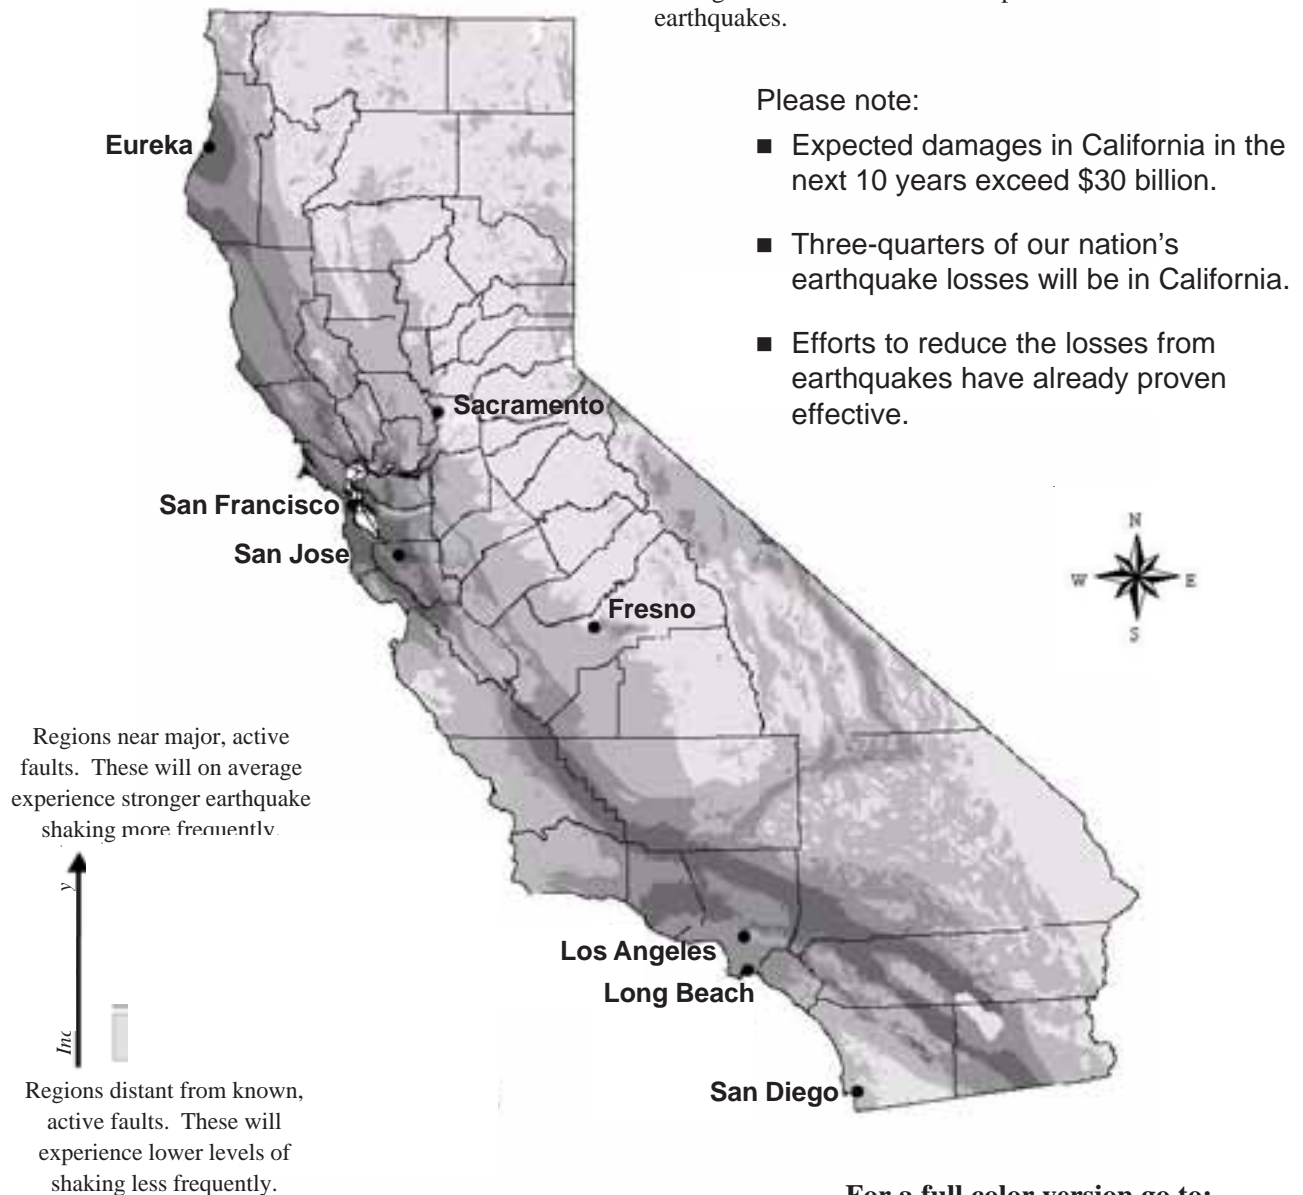 earthquakes.
Please note:
■ Expected damages in California in the
next 10 years exceed $30 billion.
■ Three-quarters of our nation's
earthquake losses will be in California.
■ Efforts to reduce the losses from
earthquakes have already proven
effective.
Eureka
Sacramento
San Francisco
San Jose
Fresno
N
W E
S
Regions near major, active
faults. These will on average
experience stronger earthquake
shaking more frequently.
y
Inc
Regions distant from known,
active faults. These will
experience lower levels of
shaking less frequently.
Los Angeles
Long Beach
San Diego
For a full color version go to: